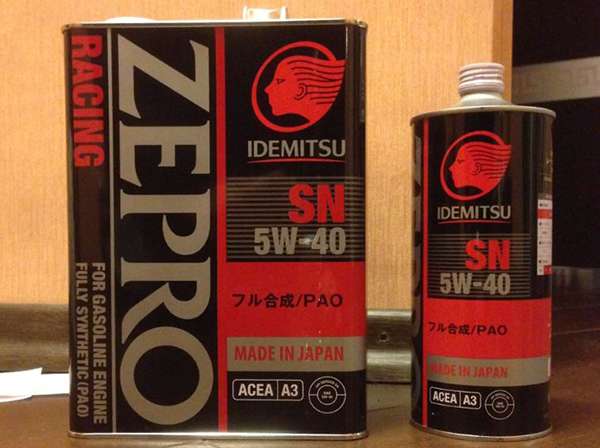 RACING
ZEPRO
FOR GASOLINE ENGINE
FULLY SYNTHETIC (PAO)
IDEMITSU
SN
5W-40
フル合成/PAO
MADE IN JAPAN
ACEA A3
IDEMITSU
SN
5W-40
フル合成/PAO
MADE IN JAPAN
ACEA A3